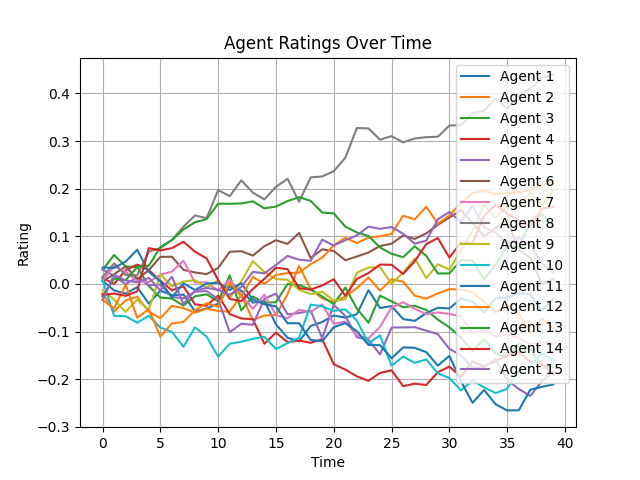 Agent Ratings Over Time
Rating
0.4
0.3
0.2
0.1
0.0
−0.1
−0.2
−0.3
0
5
10
15
20
25
30
35
40
Time
Agent 1
Agent 2
Agent 3
Agent 4
Agent 5
Agent 6
Agent 7
Agent 8
Agent 9
Agent 10
Agent 11
Agent 12
Agent 13
Agent 14
Agent 15